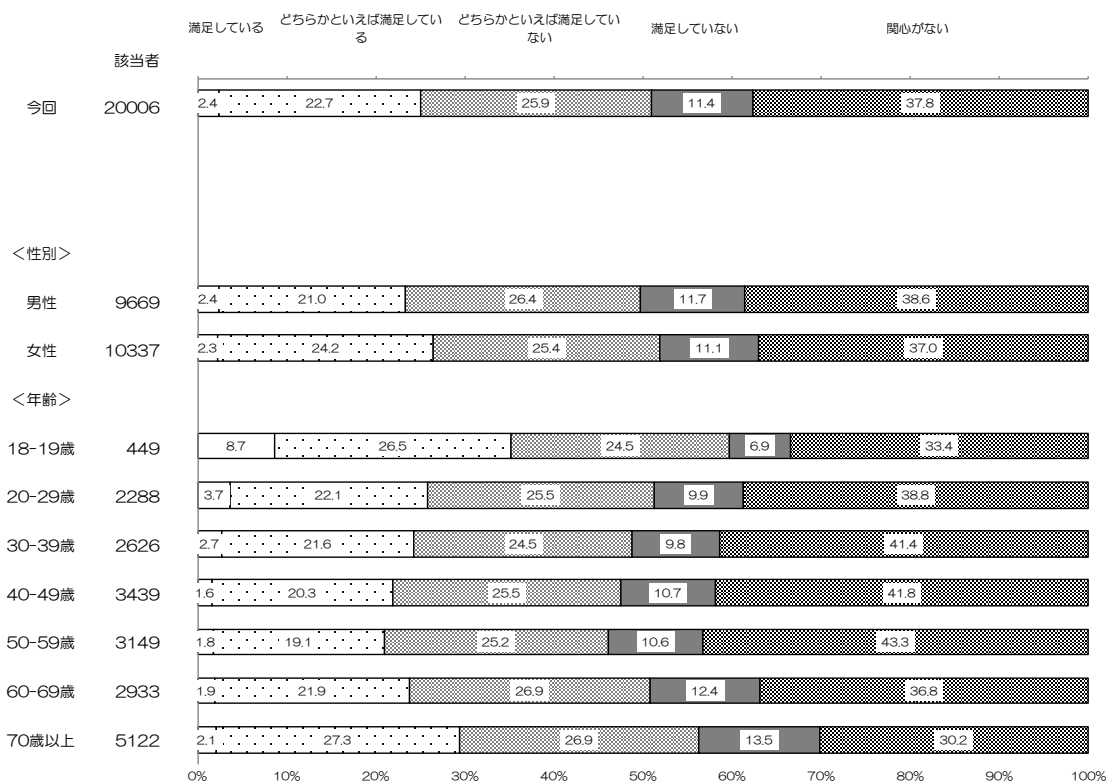 満足している
どちらかといえば満足してい
る
どちらかといえば満足してい
ない
満足していない
関心がない
該当者
今回 20006 2.4 22.7 25.9 11.4 37.8
＜性別＞
男性 9669 2.4 21.0 26.4 11.7 38.6
女性 10337 2.3 24.2 25.4 11.1 37.0
＜年齢＞
18-19歳 449 8.7 26.5 24.5 6.9 33.4
20-29歳 2288 3.7 22.1 25.5 9.9 38.8
30-39歳 2626 2.7 21.6 24.5 9.8 41.4
40-49歳 3439 1.6 20.3 25.5 10.7 41.8
50-59歳 3149 1.8 19.1 25.2 10.6 43.3
60-69歳 2933 1.9 21.9 26.9 12.4 36.8
70歳以上 5122 2.1 27.3 26.9 13.5 30.2
0% 10% 20% 30% 40% 50% 60% 70% 80% 90% 100%